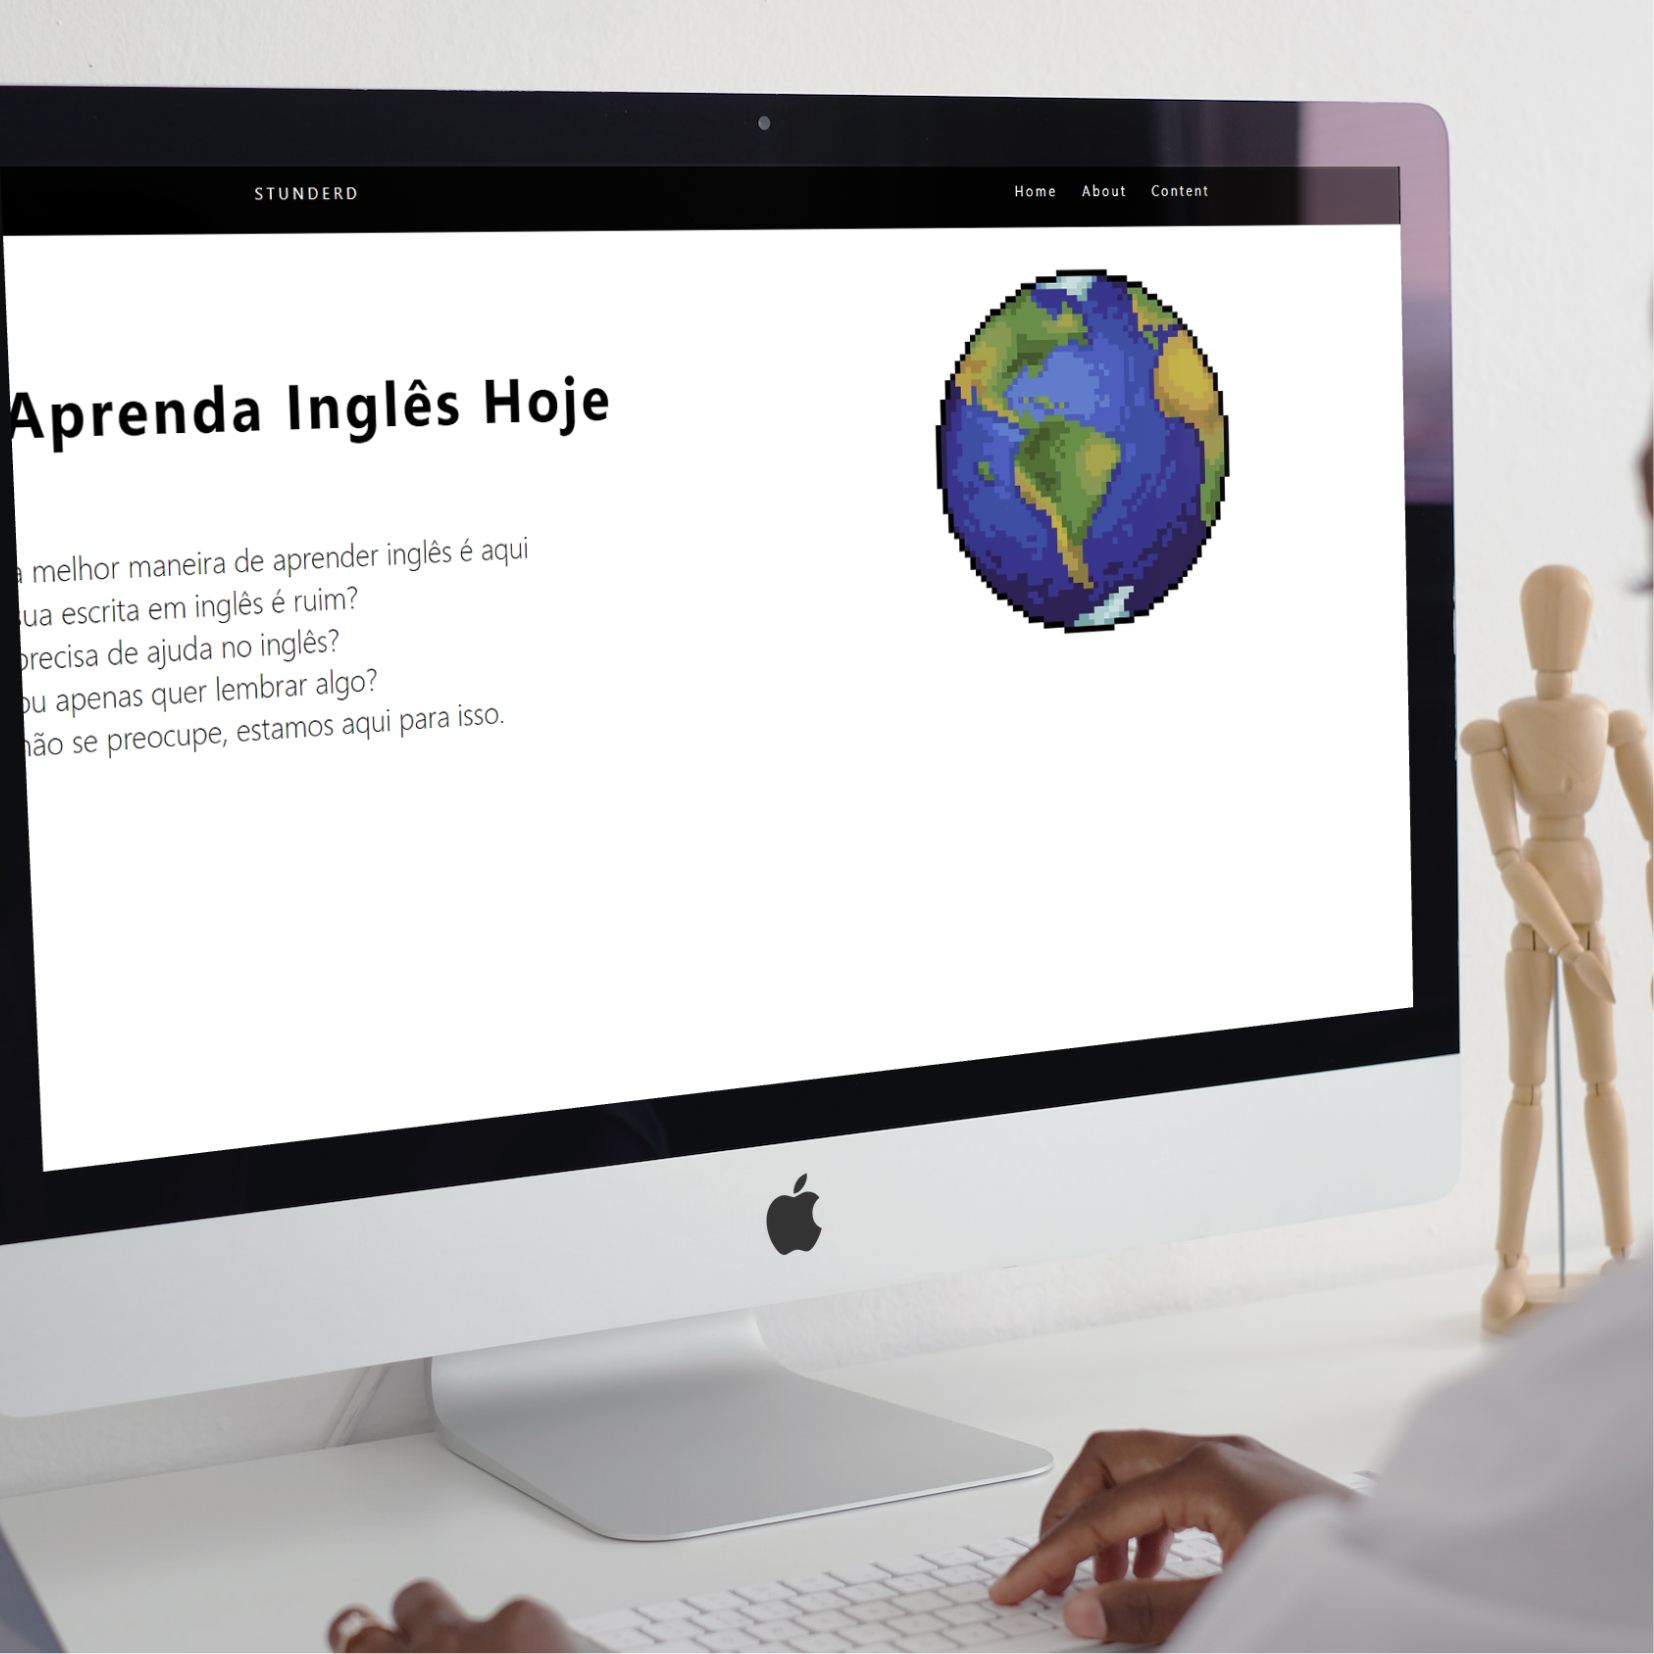 STUNDERD
Home About Content
Aprenda Inglês Hoje
a melhor maneira de aprender inglês é aqui
sua escrita em inglês é ruim?
precisa de ajuda no inglês?
ou apenas quer lembrar algo?
não se preocupe, estamos aqui para isso.